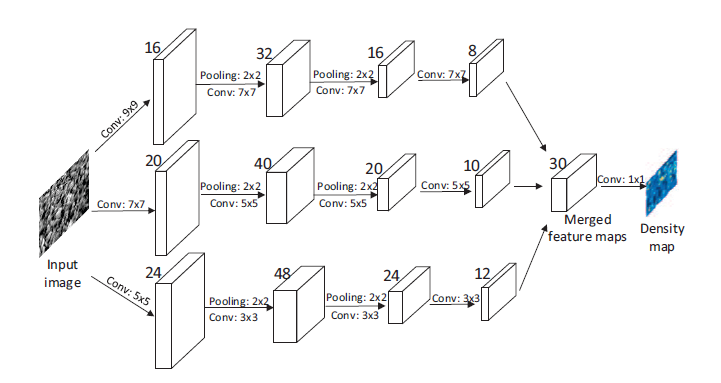 16
Pooling: 2x2
Conv: 7x7
32
Pooling: 2x2
Conv: 7x7
16
Conv: 7x7
8
Conv: 9x9
20
Pooling: 2x2
Conv: 5x5
40
Pooling: 2x2
Conv: 5x5
20
Conv: 5x5
10
30
Conv: 1x1
Conv: 7x7
Merged
feature maps
Density
map
Input
image
Conv: 5x5
24
Pooling: 2x2
Conv: 3x3
48
Pooling: 2x2
Conv: 3x3
24
Conv: 3x3
12